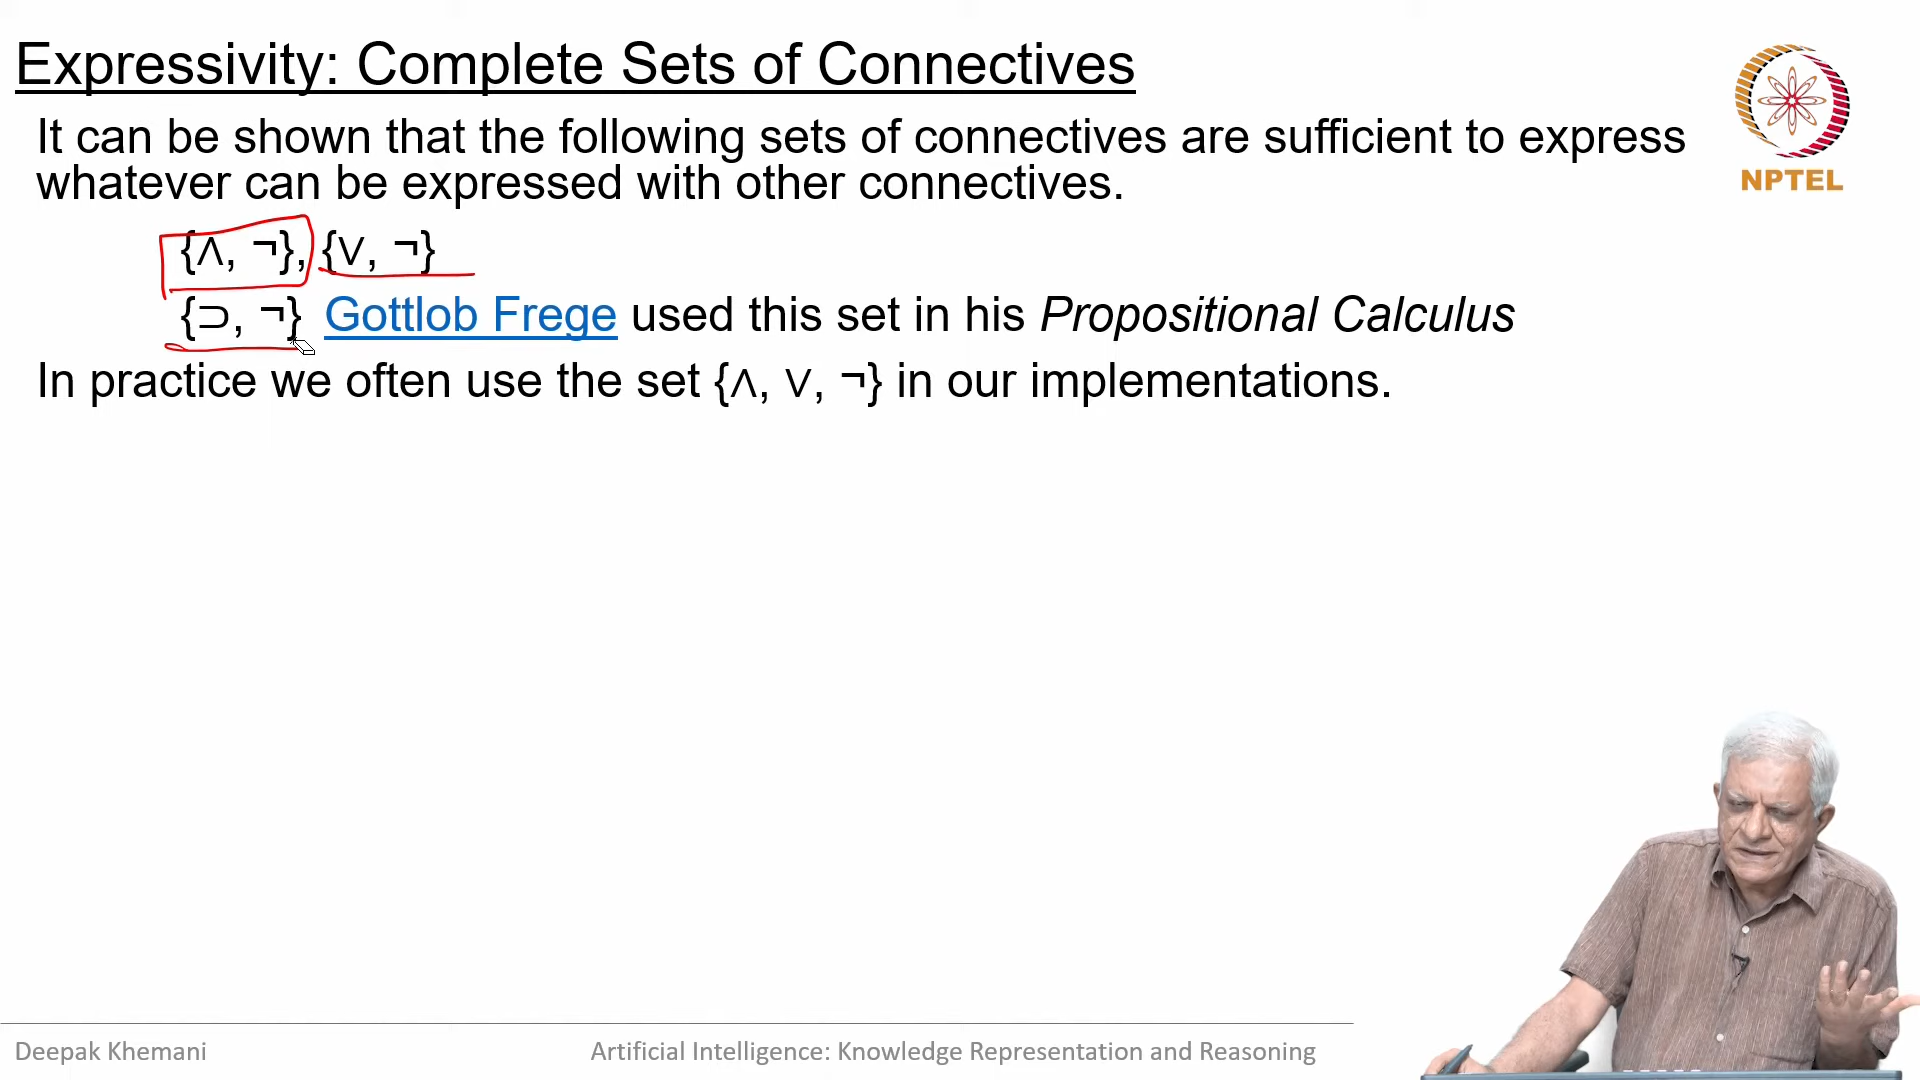 Expressivity: Complete Sets of Connectives
It can be shown that the following sets of connectives are sufficient to express
whatever can be expressed with other connectives.
{∧, ¬}, {∨, ¬}
{⊃, ¬} Gottlob Frege used this set in his Propositional Calculus
In practice we often use the set {∧, ∨, ¬} in our implementations.
NPTEL
Deepak Khemani
Artificial Intelligence: Knowledge Representation and Reasoning